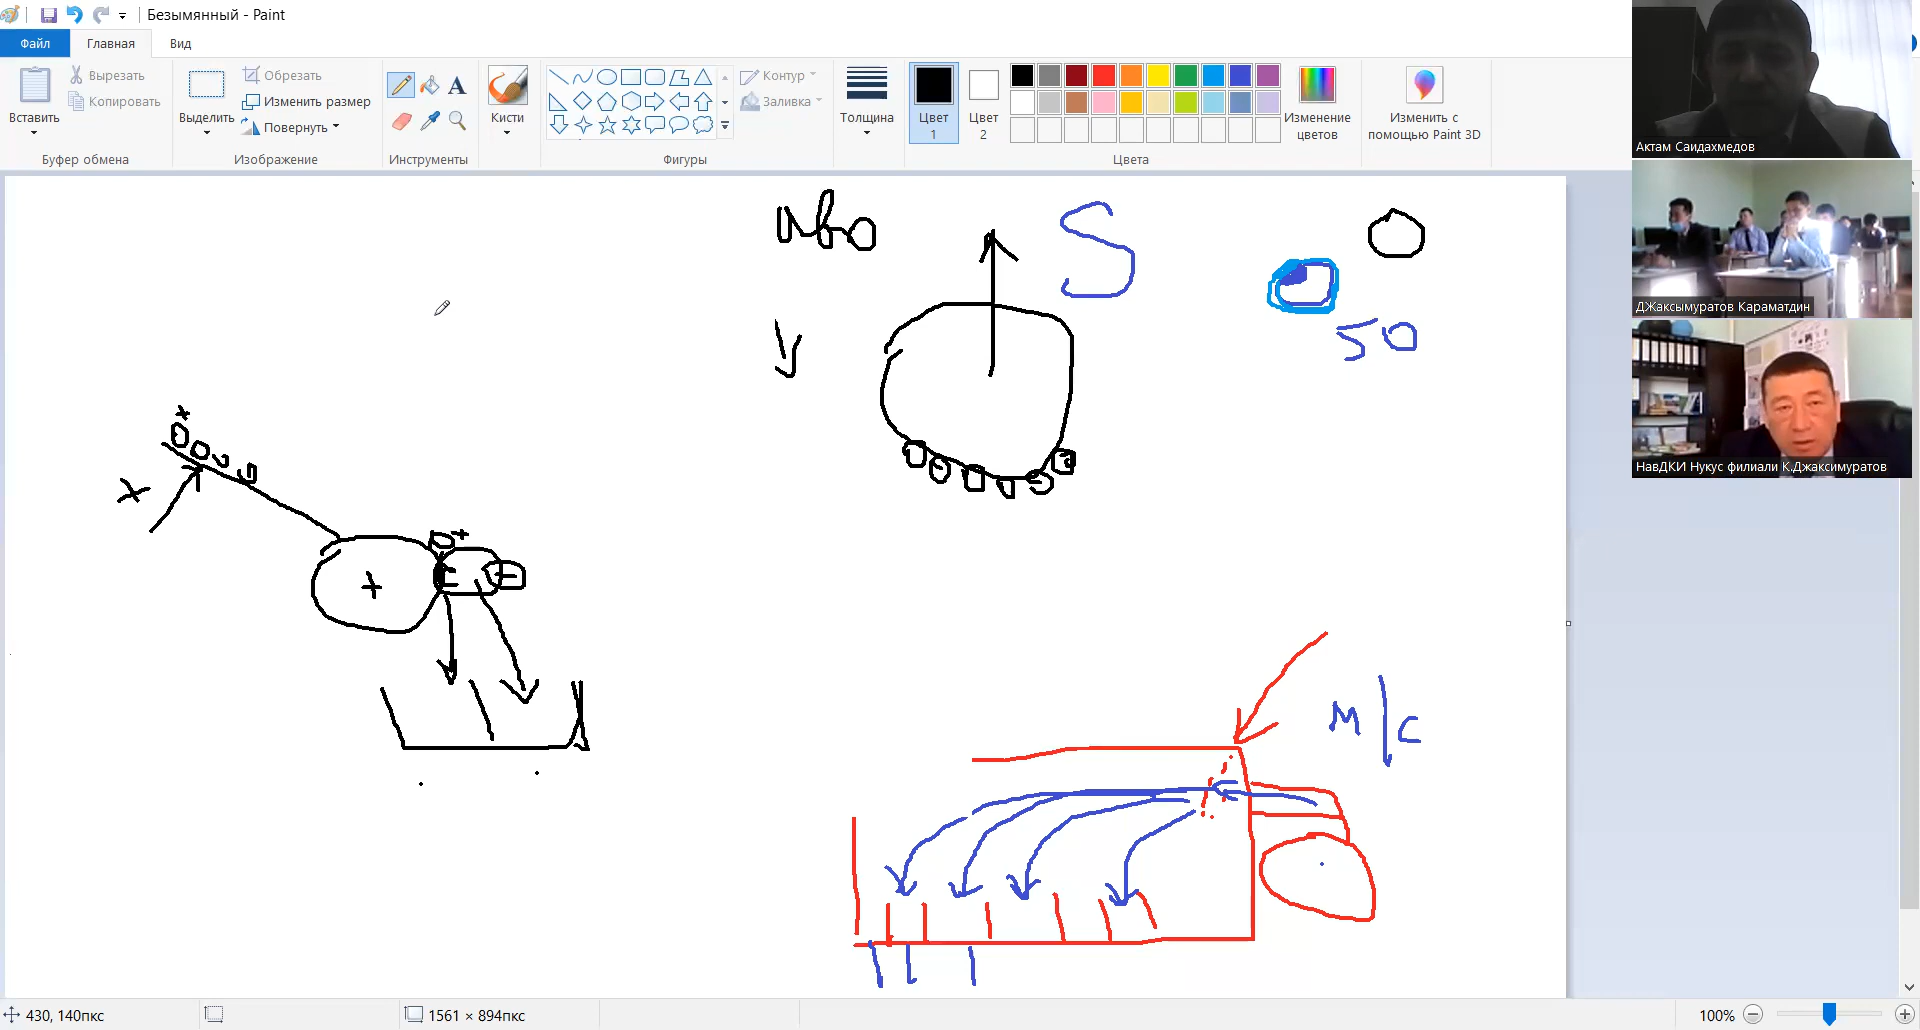 Безымянный - Paint
Файл
Главная
Вид
Вставить
Вырезать
Копировать
Буфер обмена
Выделить
Обрезать
Изменить размер
Повернуть
Изображение
A
Инструменты
Кисти
Контур
Заливка
Фигуры
Толщина
Цвет 1
Цвет 2
Изменение цветов
Цвета
Изменить с помощью Paint 3D
Актам Саидахмедов
ДЖаксымуратов Караматдин
НавДКИ Нукус филиали К.Джаксимуратов
S
50
м/с
430, 140пкс
1561 × 894пкс
100%